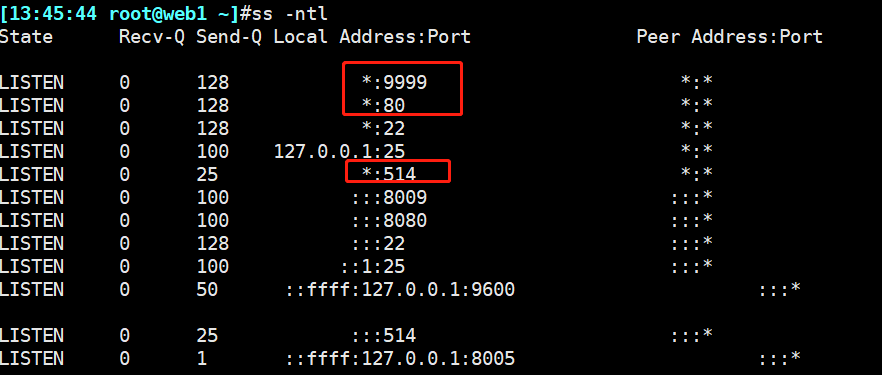 [13:45:44 root@web1 ~]#ss -ntl
State Recv-Q Send-Q Local Address:Port Peer Address:Port
LISTEN 0 128 *:9999 *:*
LISTEN 0 128 *:80 *:*
LISTEN 0 128 *:22 *:*
LISTEN 0 100 127.0.0.1:25 *:*
LISTEN 0 25 *:514 *:*
LISTEN 0 100 :::8009 :::*
LISTEN 0 100 :::8080 :::*
LISTEN 0 128 :::22 :::*
LISTEN 0 100 ::1:25 :::*
LISTEN 0 50 ::ffff:127.0.0.1:9600 :::*
LISTEN 0 25 :::514 :::*
LISTEN 0 1 ::ffff:127.0.0.1:8005 :::*